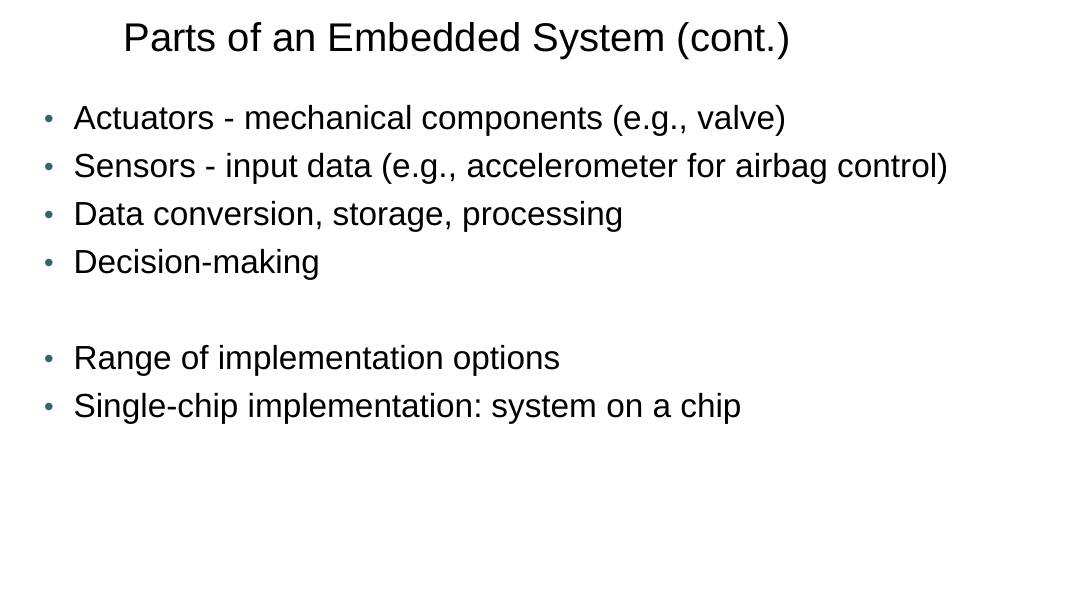 Parts of an Embedded System (cont.)
• Actuators - mechanical components (e.g., valve)
• Sensors - input data (e.g., accelerometer for airbag control)
• Data conversion, storage, processing
• Decision-making
• Range of implementation options
• Single-chip implementation: system on a chip